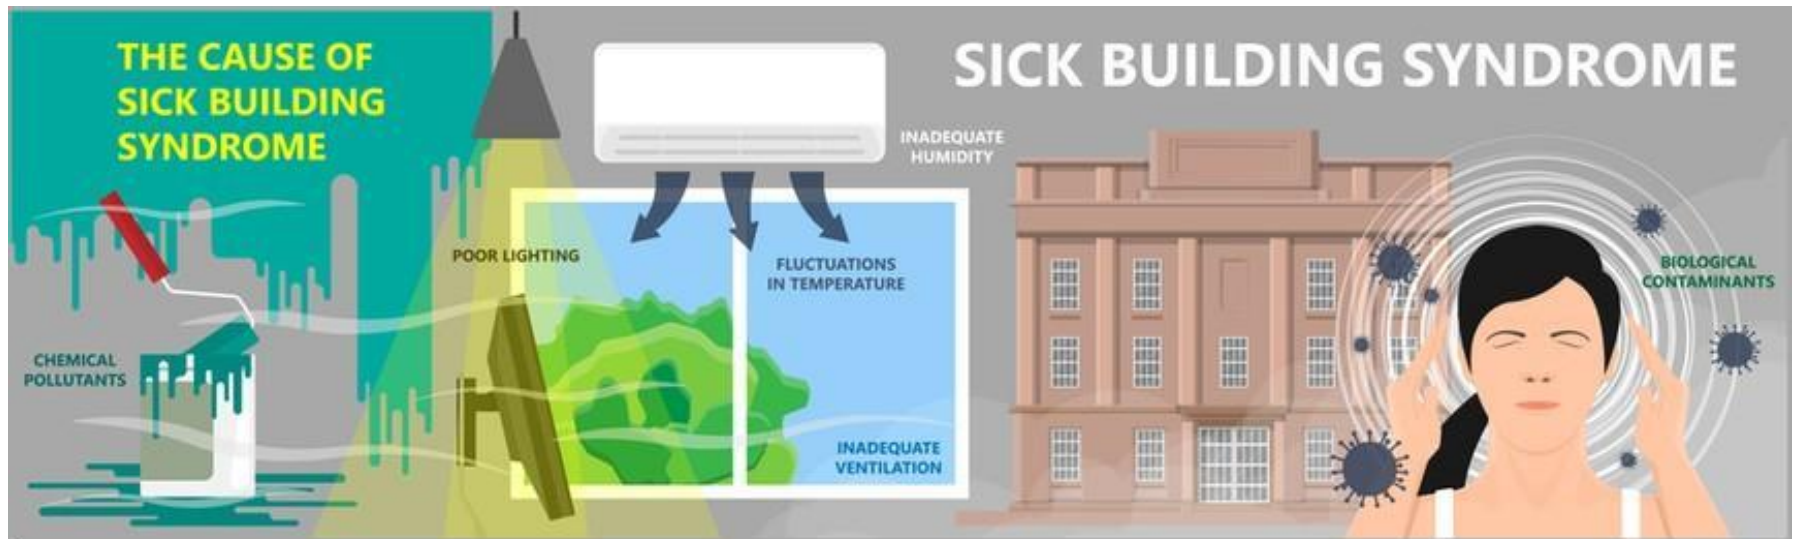 THE CAUSE OF
SICK BUILDING
SYNDROME
SICK BUILDING SYNDROME
INADEQUATE
HUMIDITY
POOR LIGHTING
FLUCTUATIONS
IN TEMPERATURE
BIOLOGICAL
CONTAMINANTS
CHEMICAL
POLLUTANTS
INADEQUATE
VENTILATION